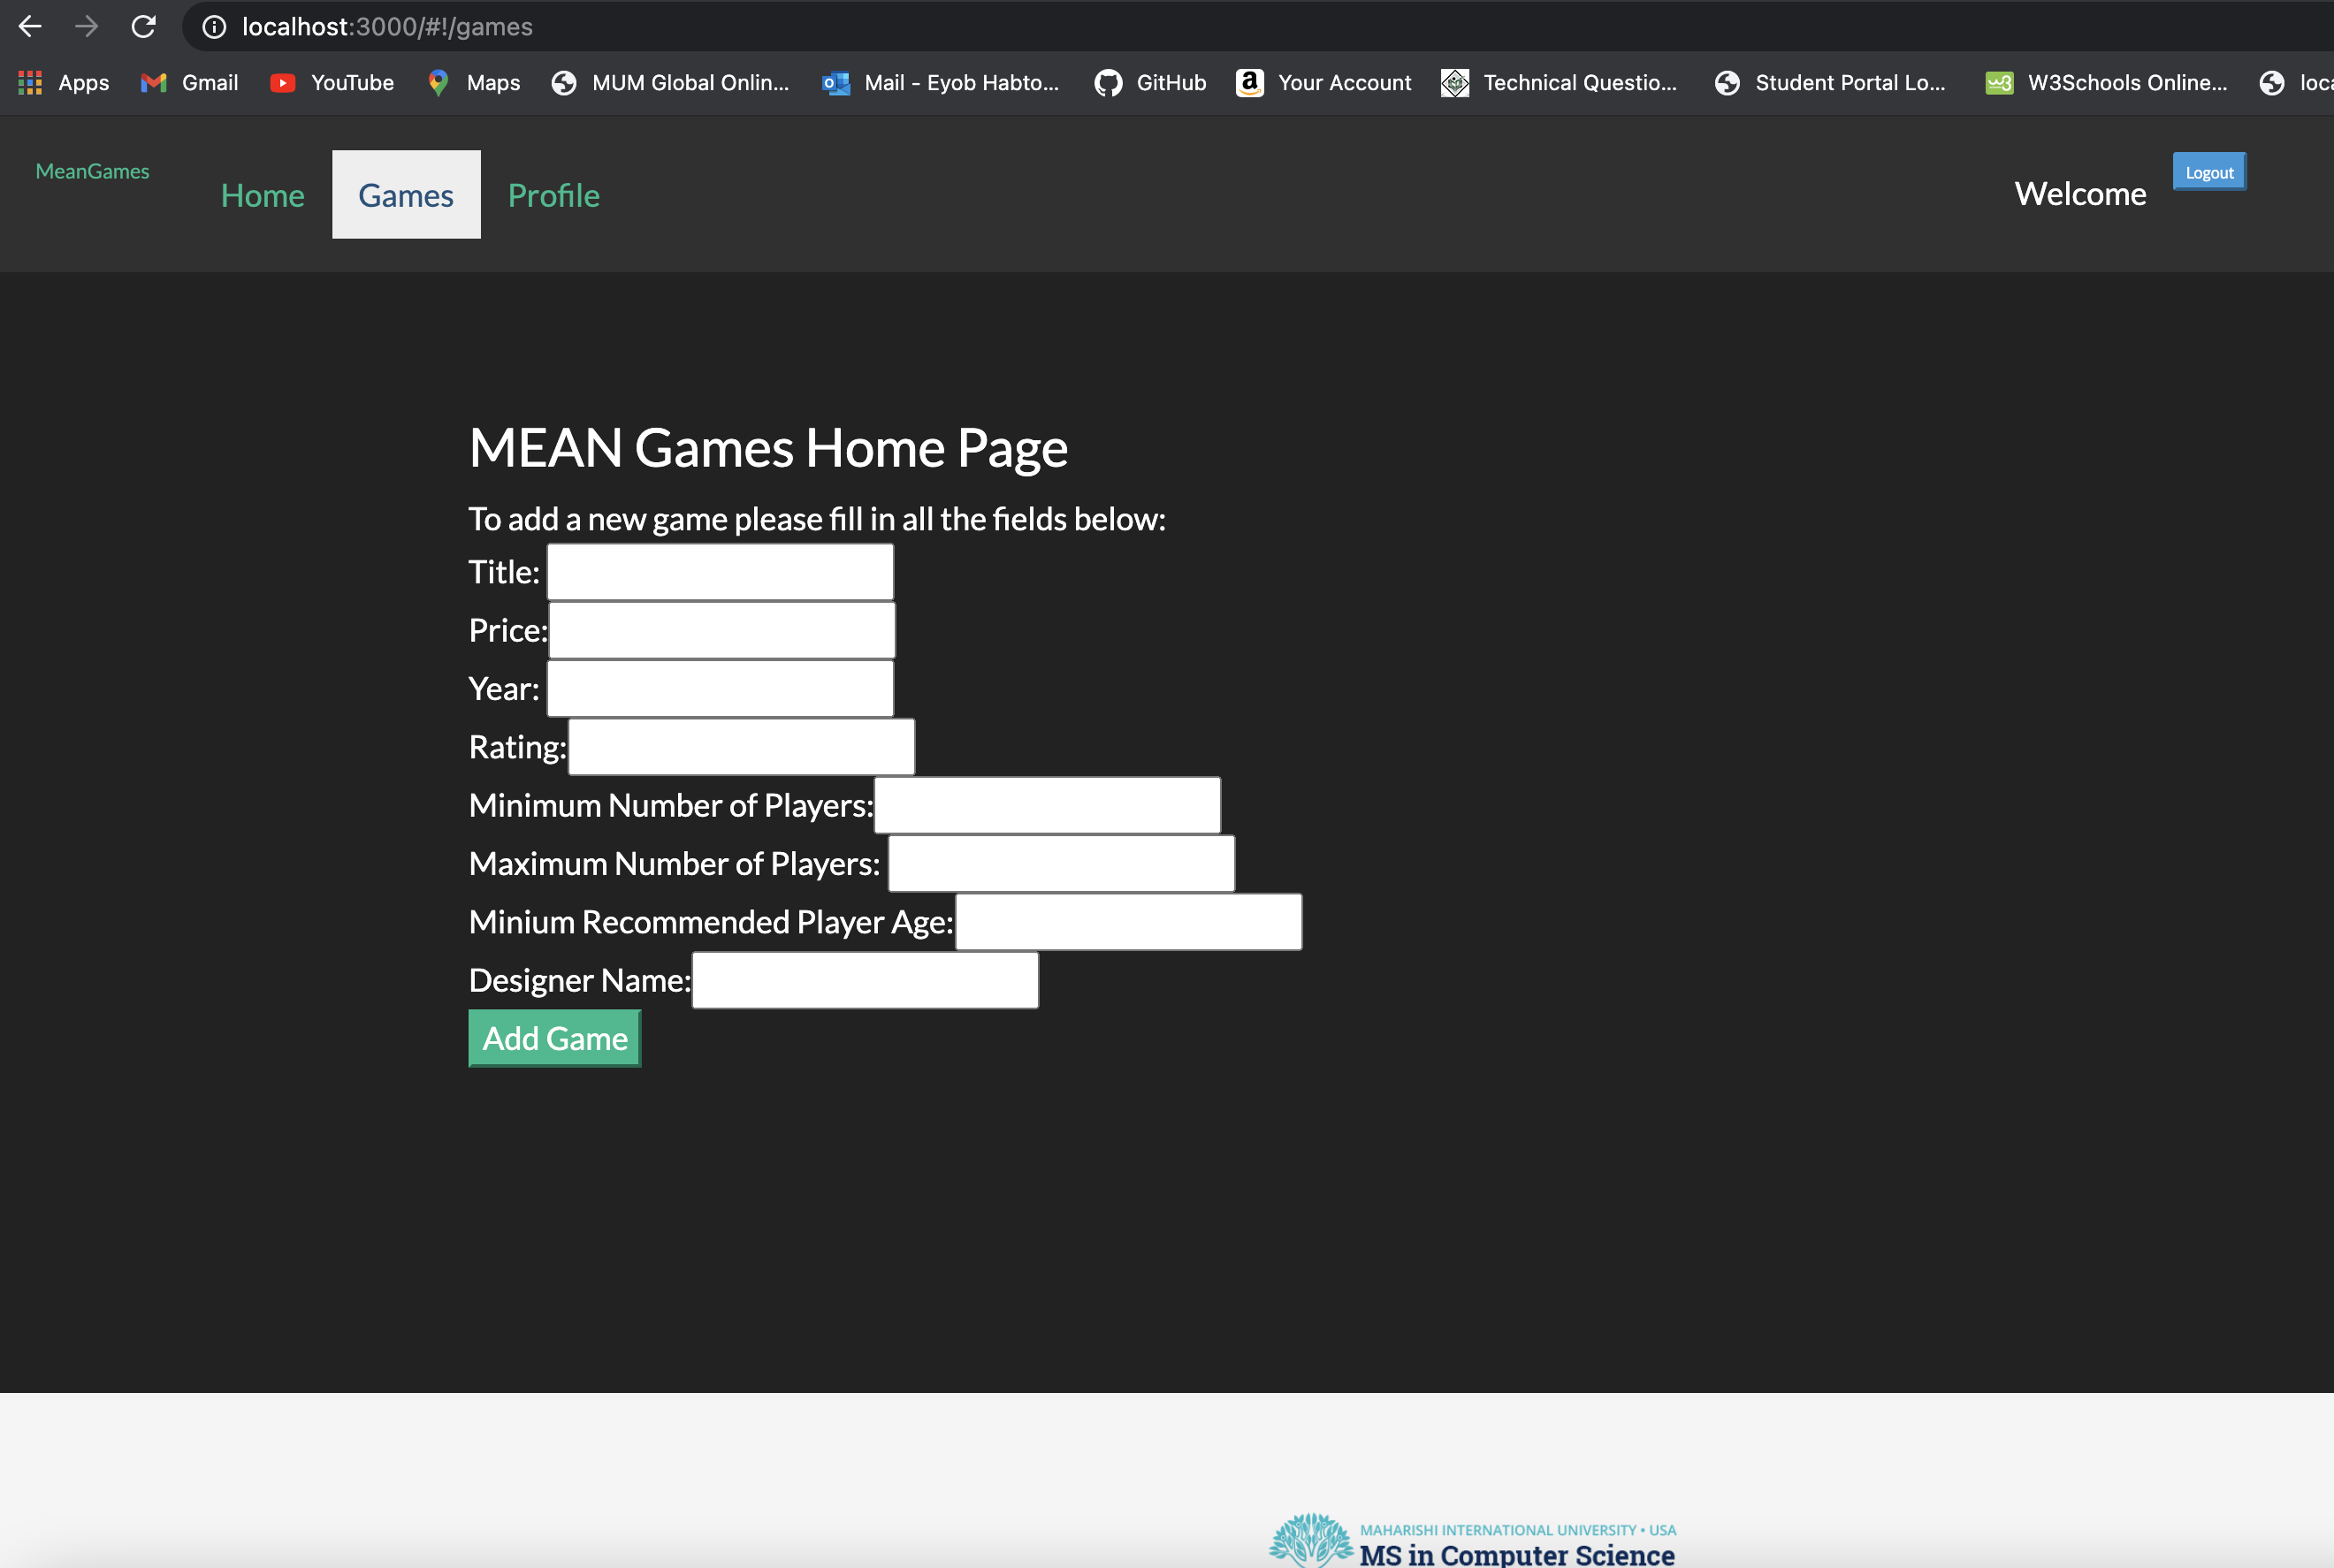 localhost:3000/#!/games
Apps Gmail YouTube Maps MUM Global Onlin... Mail - Eyob Habto... GitHub Your Account Technical Questio... Student Portal Lo... W3Schools Online... loca
MeanGames Home Games Profile Welcome Logout
MEAN Games Home Page
To add a new game please fill in all the fields below:
Title:
Price:
Year:
Rating:
Minimum Number of Players:
Maximum Number of Players:
Minium Recommended Player Age:
Designer Name:
Add Game
MAHARISHI INTERNATIONAL UNIVERSITY • USA
MS in Computer Science